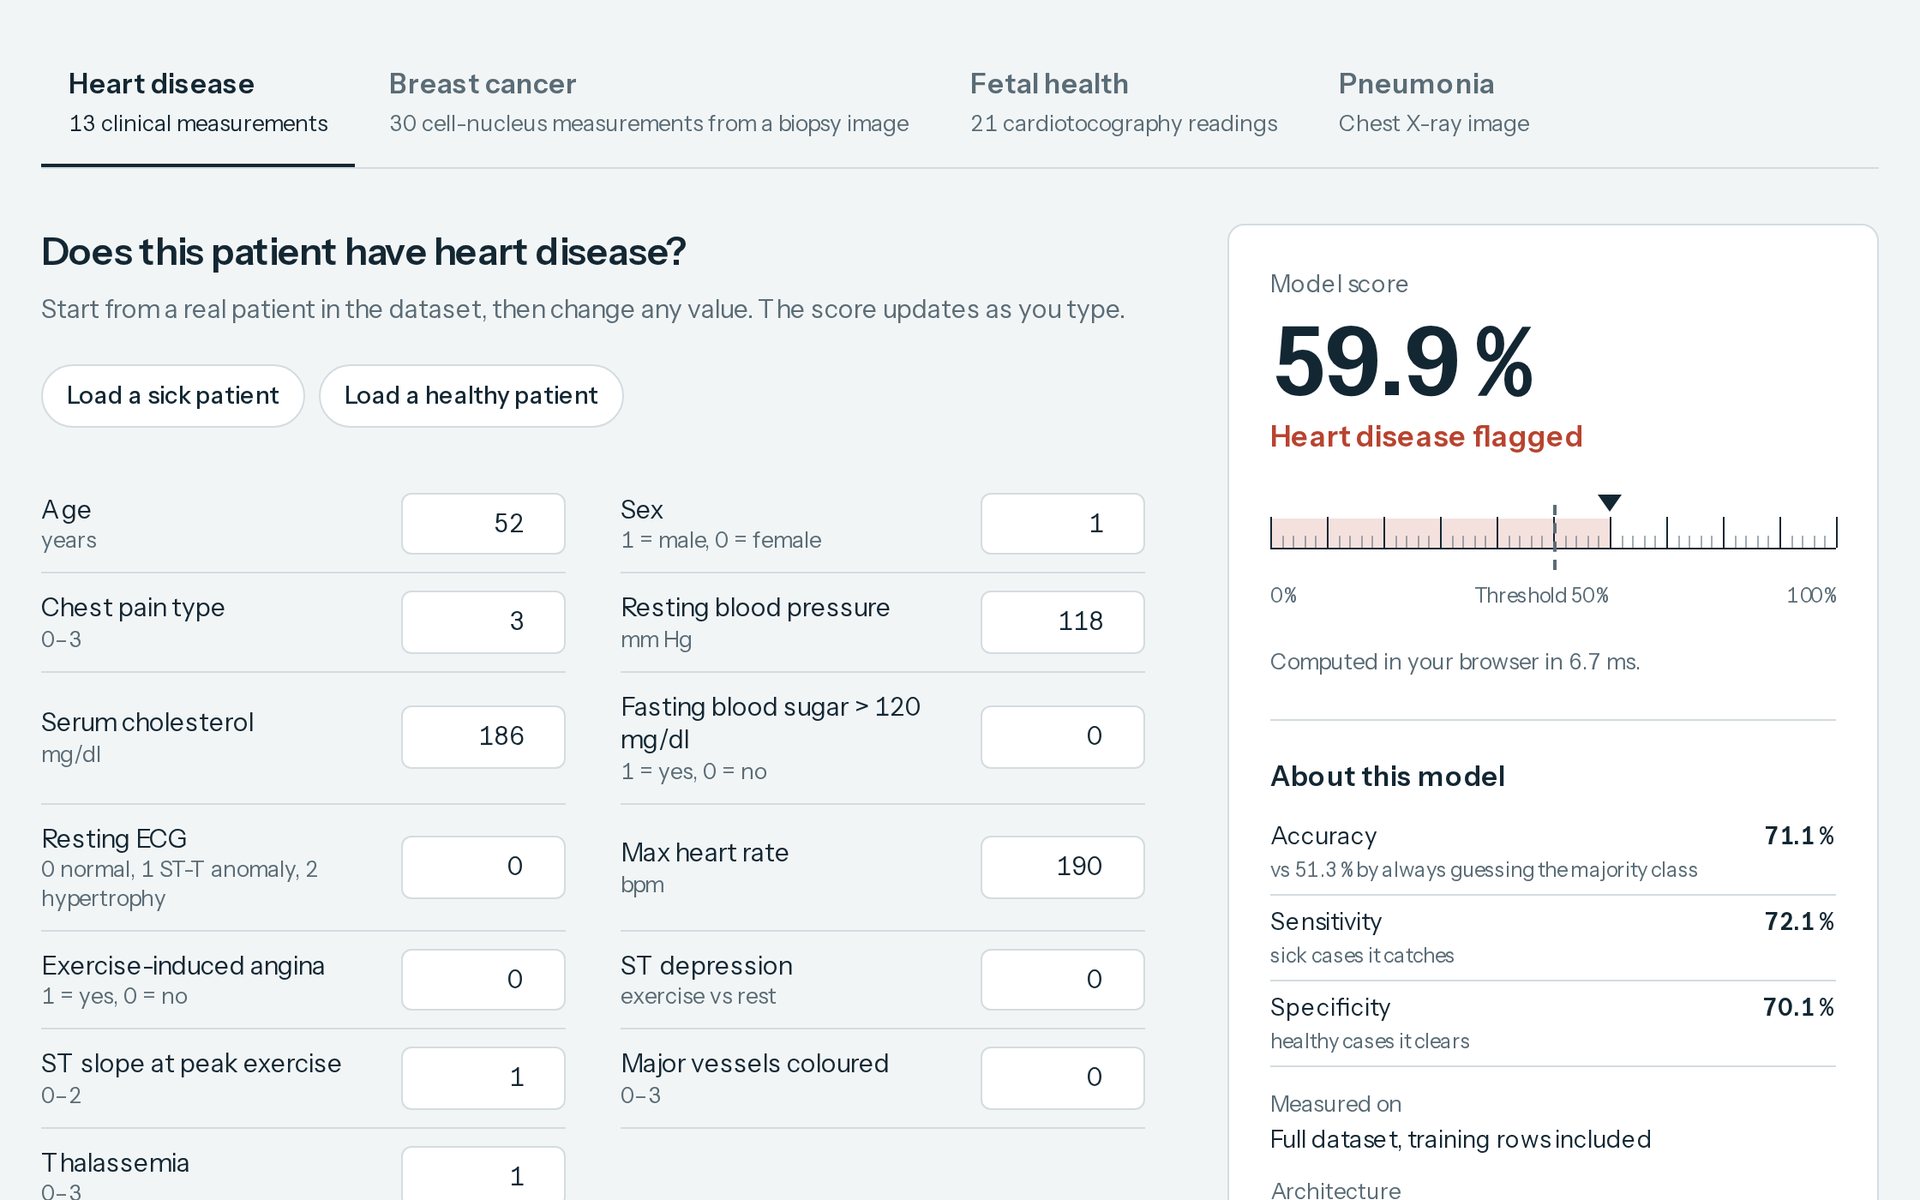 Heart disease
13 clinical measurements
Breast cancer
30 cell-nucleus measurements from a biopsy image
Fetal health
21 cardiotocography readings
Pneumonia
Chest X-ray image
Does this patient have heart disease?
Start from a real patient in the dataset, then change any value. The score updates as you type.
Load a sick patient
Load a healthy patient
Age
years
52
Sex
1 = male, 0 = female
1
Chest pain type
0–3
3
Resting blood pressure
mm Hg
118
Serum cholesterol
mg/dl
186
Fasting blood sugar > 120
mg/dl
1 = yes, 0 = no
0
Resting ECG
0 normal, 1 ST-T anomaly, 2
hypertrophy
0
Max heart rate
bpm
190
Exercise-induced angina
1 = yes, 0 = no
0
ST depression
exercise vs rest
0
ST slope at peak exercise
0–2
1
Major vessels coloured
0–3
0
Thalassemia
0–3
1
Model score
59.9 %
Heart disease flagged
0%
Threshold 50%
100%
Computed in your browser in 6.7 ms.
About this model
Accuracy
71.1 %
vs 51.3 % by always guessing the majority class
Sensitivity
72.1 %
sick cases it catches
Specificity
70.1 %
healthy cases it clears
Measured on
Full dataset, training rows included
Architecture